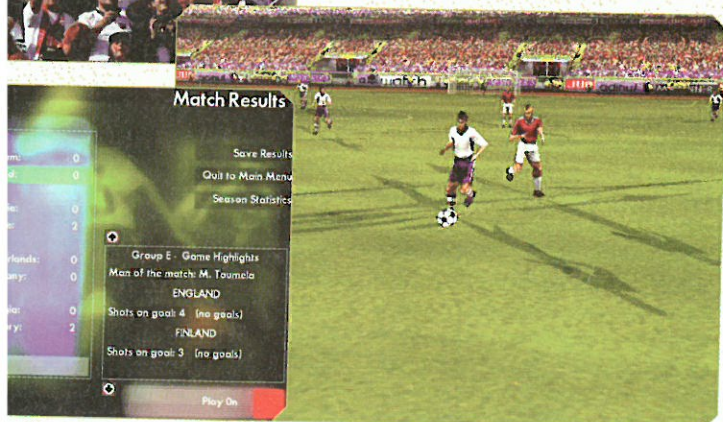 Match Results
Save Results
Quit to Main Menu
Season Statistics
0
0
0
2
0
0
0
2
Group E - Game Highlights
Man of the match: M. Taumela
ENGLAND
Shots on goal: 4 (no goals)
FINLAND
Shots on goal: 3 (no goals)
Play On